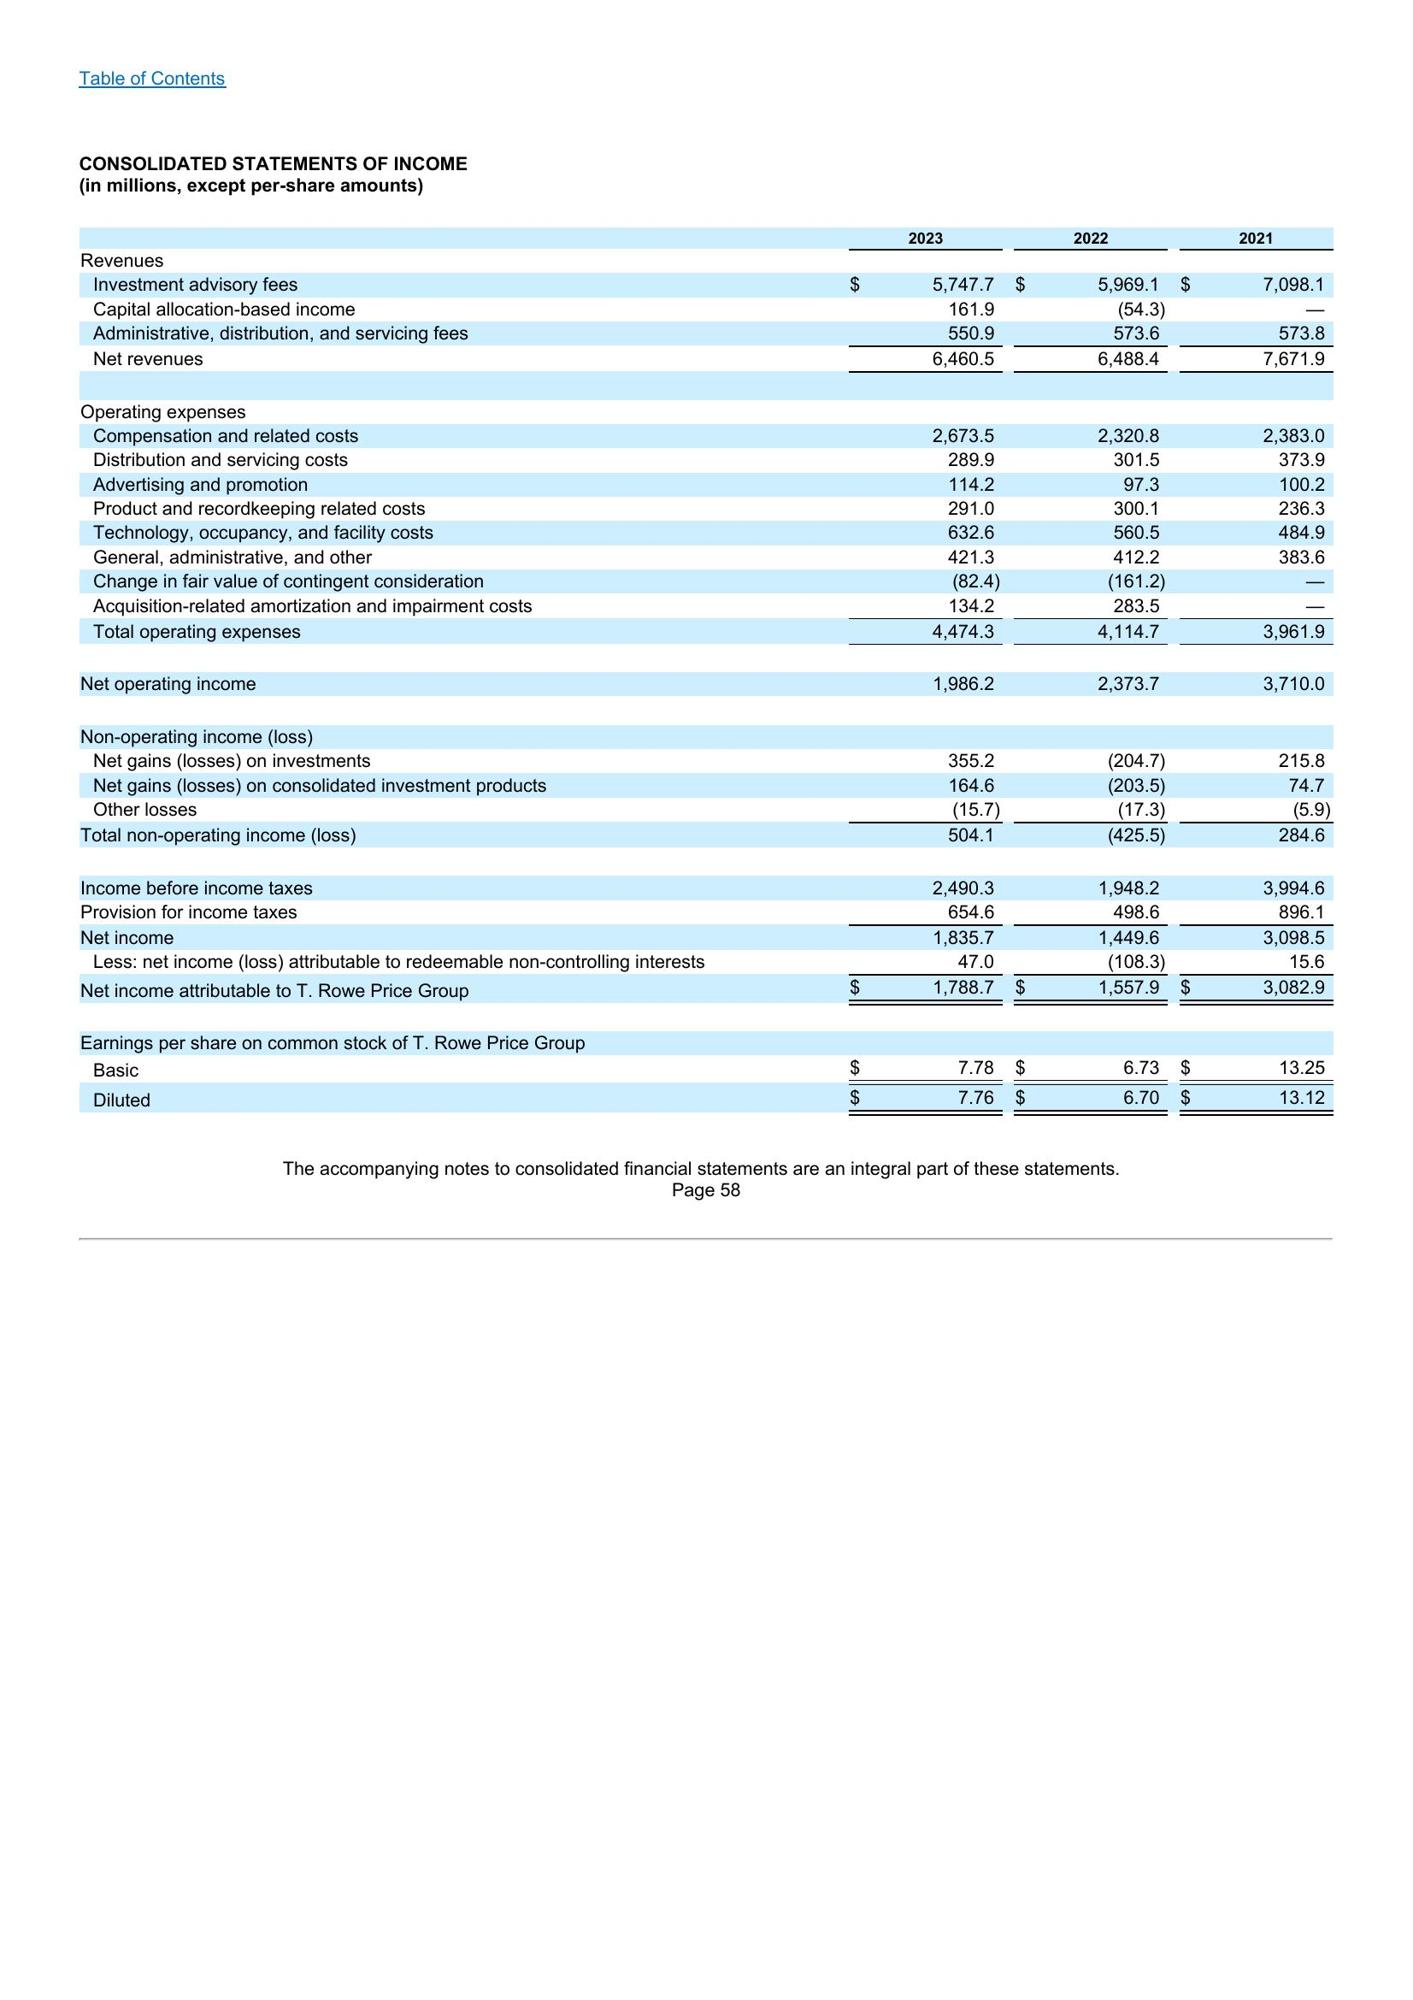 Table of Contents
CONSOLIDATED STATEMENTS OF INCOME
(in millions, except per-share amounts)
2023 2022 2021
Revenues
Investment advisory fees $ 5,747.7 $ 5,969.1 $ 7,098.1
Capital allocation-based income 161.9 (54.3) —
Administrative, distribution, and servicing fees 550.9 573.6 573.8
Net revenues 6,460.5 6,488.4 7,671.9
Operating expenses
Compensation and related costs 2,673.5 2,320.8 2,383.0
Distribution and servicing costs 289.9 301.5 373.9
Advertising and promotion 114.2 97.3 100.2
Product and recordkeeping related costs 291.0 300.1 236.3
Technology, occupancy, and facility costs 632.6 560.5 484.9
General, administrative, and other 421.3 412.2 383.6
Change in fair value of contingent consideration (82.4) (161.2) —
Acquisition-related amortization and impairment costs 134.2 283.5 —
Total operating expenses 4,474.3 4,114.7 3,961.9
Net operating income 1,986.2 2,373.7 3,710.0
Non-operating income (loss)
Net gains (losses) on investments 355.2 (204.7) 215.8
Net gains (losses) on consolidated investment products 164.6 (203.5) 74.7
Other losses (15.7) (17.3) (5.9)
Total non-operating income (loss) 504.1 (425.5) 284.6
Income before income taxes 2,490.3 1,948.2 3,994.6
Provision for income taxes 654.6 498.6 896.1
Net income 1,835.7 1,449.6 3,098.5
Less: net income (loss) attributable to redeemable non-controlling interests 47.0 (108.3) 15.6
Net income attributable to T. Rowe Price Group $ 1,788.7 $ 1,557.9 $ 3,082.9
Earnings per share on common stock of T. Rowe Price Group
Basic $ 7.78 $ 6.73 $ 13.25
Diluted $ 7.76 $ 6.70 $ 13.12
The accompanying notes to consolidated financial statements are an integral part of these statements.
Page 58